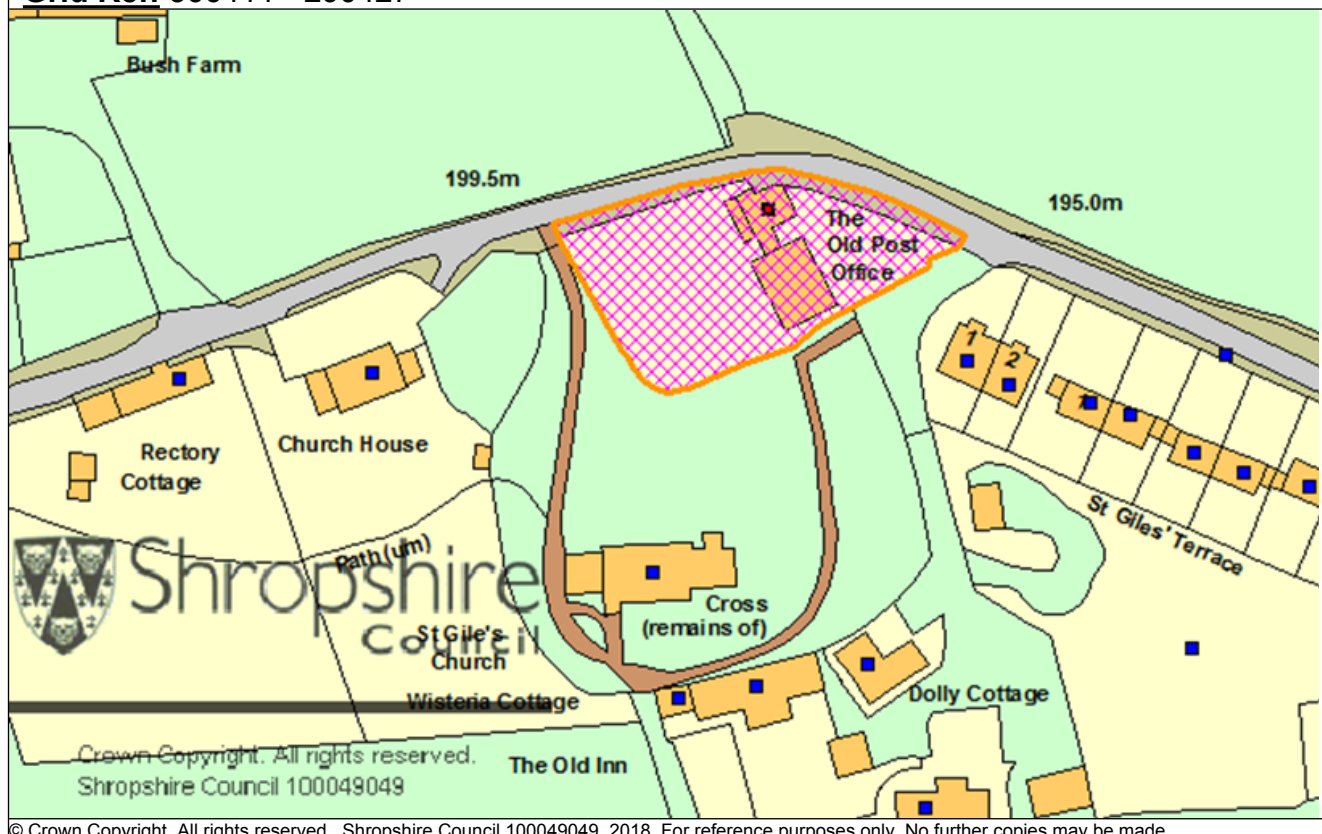 Bush Farm
199.5m
195.0m
The
Old Post
Office
1
2
Rectory
Cottage
Church House
St Giles' Terrace
Path (um)
Shropshire
Council
Cross
(remains of)
St Gile's
Church
Wisteria Cottage
Dolly Cottage
The Old Inn
Crown Copyright. All rights reserved.
Shropshire Council 100049049
© Crown Copyright. All rights reserved. Shropshire Council 100049049. 2018 For reference purposes only. No further copies may be made.